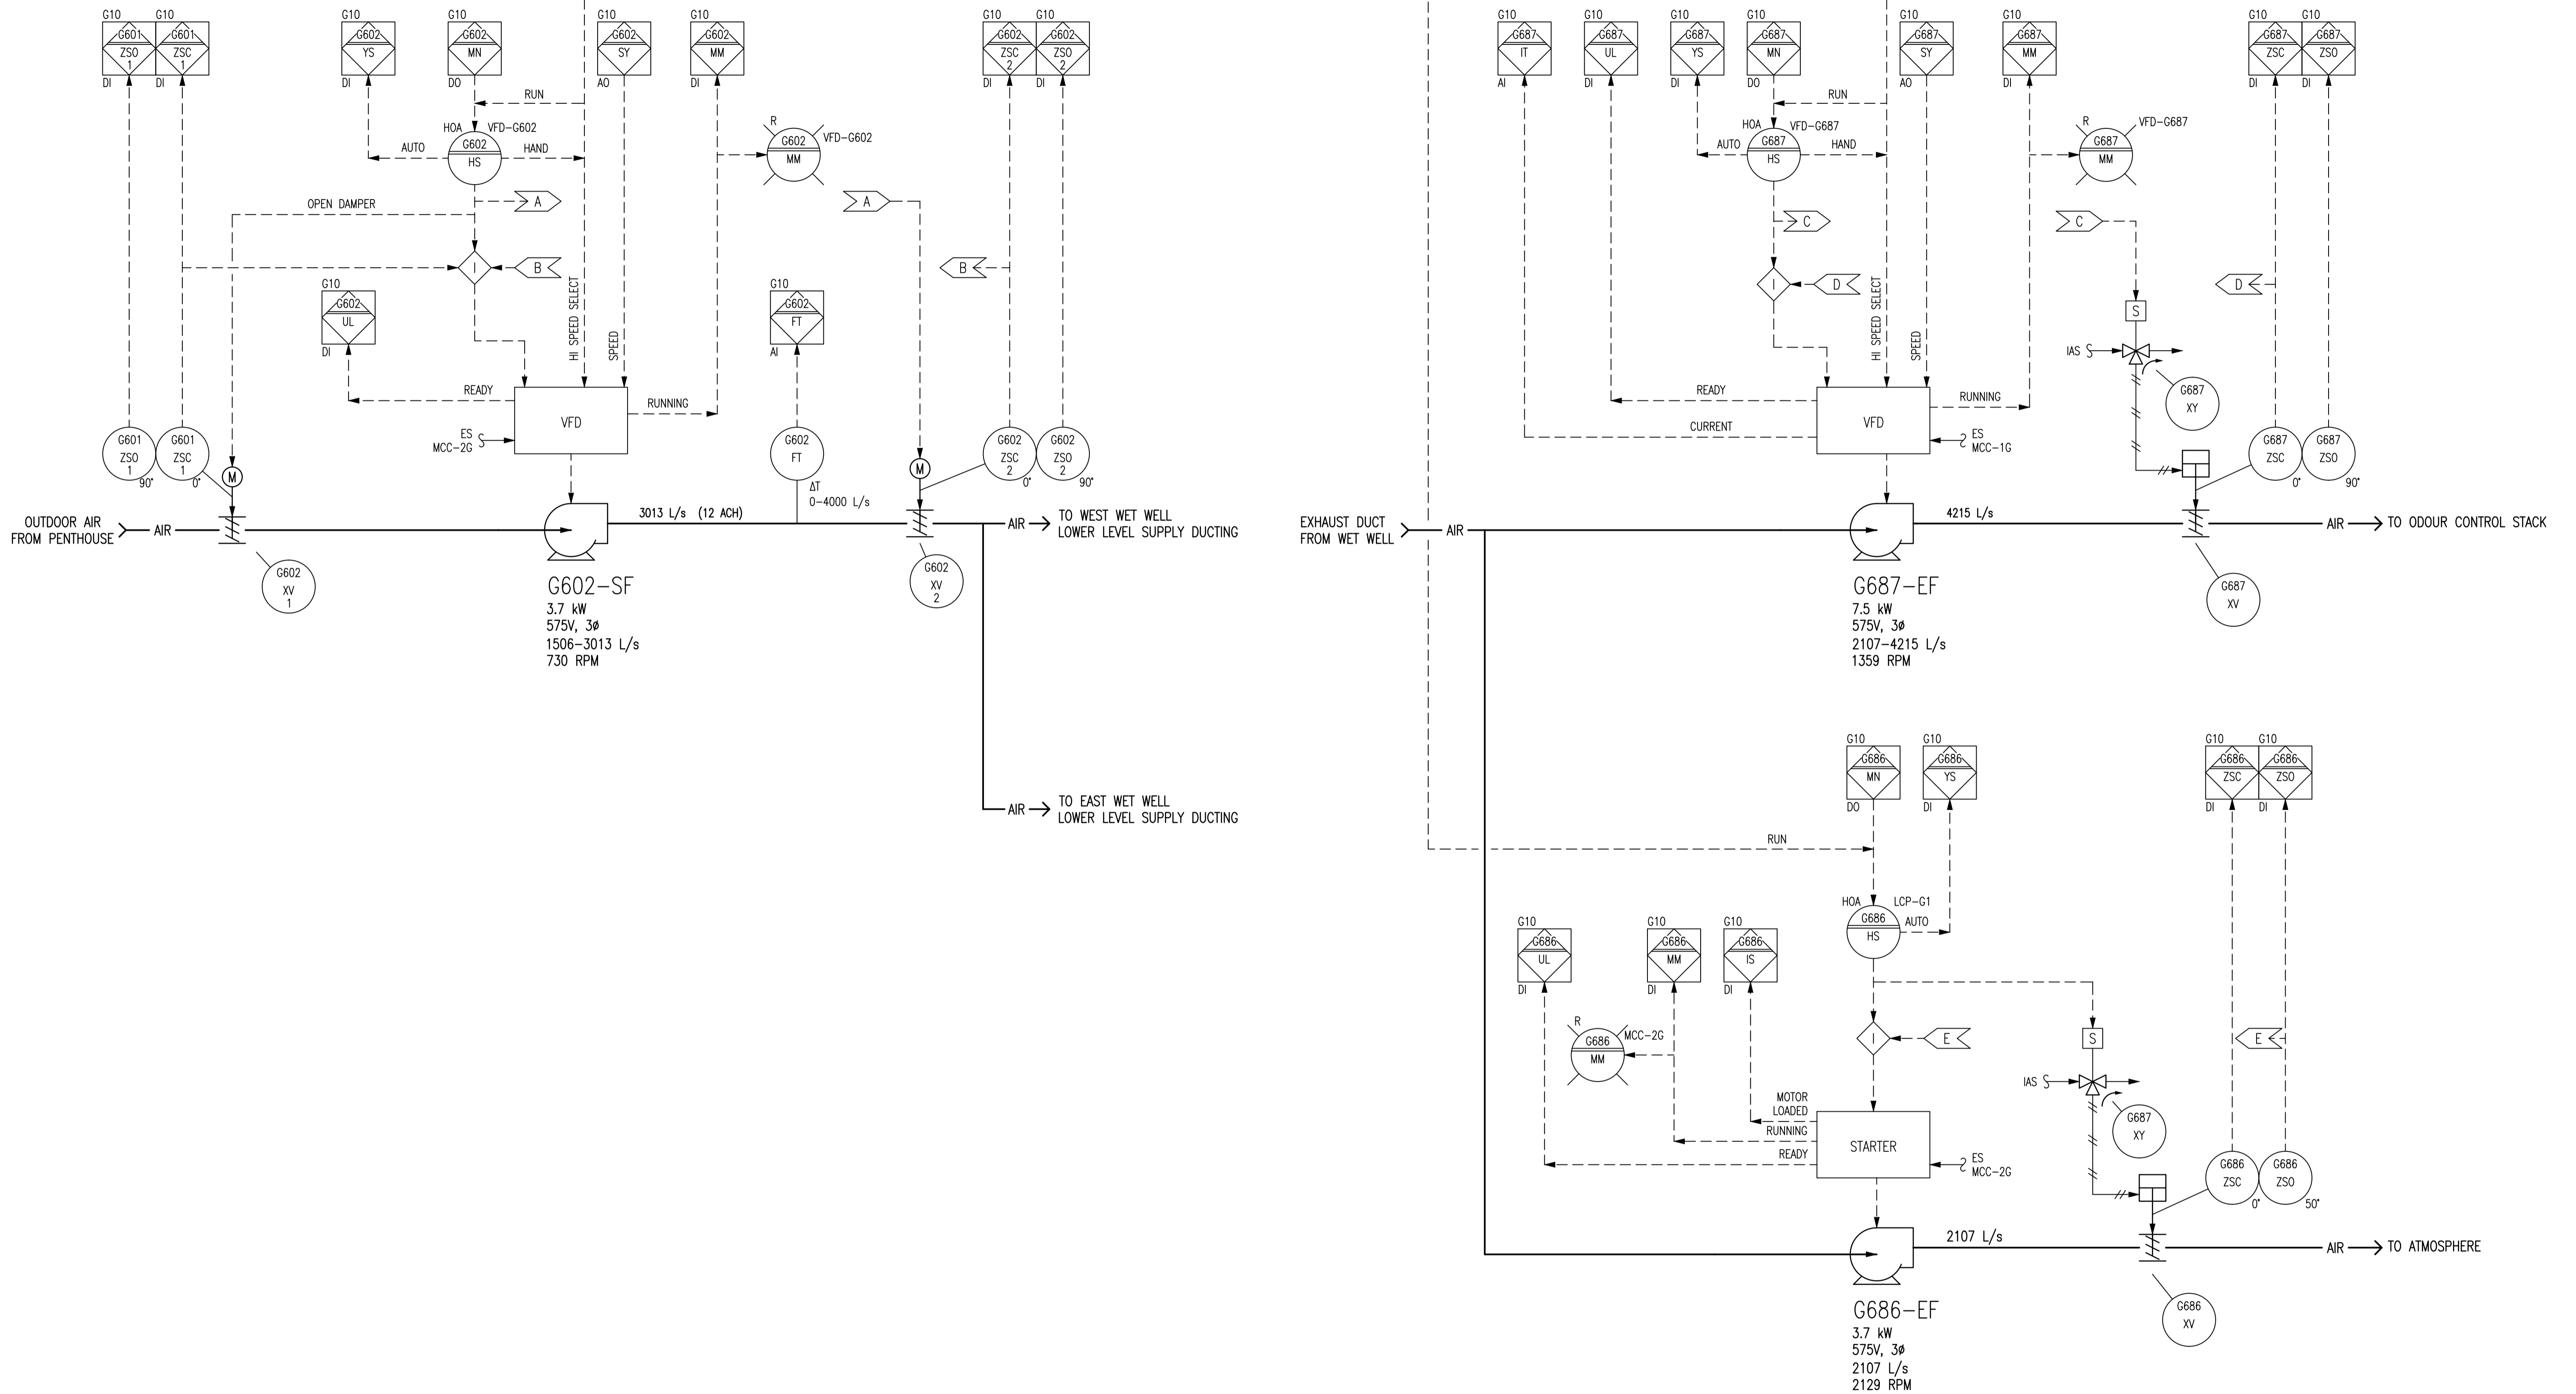 G10 G10 G10 G10 G10 G10 G10 G10
G601 ZSO 1 DI
G601 ZSC 1 DI
G602 YS DI
G602 MN DO
G602 SY AO
G602 MM DI
G602 ZSC 2 DI
G602 ZSO 2 DI
RUN
HOA VFD-G602
G602 HS
AUTO HAND
R VFD-G602
G602 MM
OPEN DAMPER
A
A
I
B
B
G10
G602 UL DI
HI SPEED SELECT
SPEED
G10
G602 FT AI
READY
VFD
RUNNING
ES
MCC-2G
G601 ZSO 1 90°
G601 ZSC 1 0°
M
G602 FT
ΔT
0-4000 L/s
M
G602 ZSC 2 0°
G602 ZSO 2 90°
OUTDOOR AIR
FROM PENTHOUSE
AIR
3013 L/s (12 ACH)
AIR
TO WEST WET WELL
LOWER LEVEL SUPPLY DUCTING
G602 XV 1
G602 XV 2
G602-SF
3.7 kW
575V, 3ø
1506-3013 L/s
730 RPM
AIR
TO EAST WET WELL
LOWER LEVEL SUPPLY DUCTING
G10 G10 G10 G10 G10 G10 G10 G10
G687 IT AI
G687 UL DI
G687 YS DI
G687 MN DO
G687 SY AO
G687 MM DI
G687 ZSC DI
G687 ZSO DI
RUN
HOA VFD-G687
G687 HS
AUTO HAND
R VFD-G687
G687 MM
C
C
I
D
D
S
HI SPEED SELECT
SPEED
IAS
G687 XY
READY
VFD
RUNNING
CURRENT
ES
MCC-1G
G687 ZSC 0°
G687 ZSO 90°
EXHAUST DUCT
FROM WET WELL
AIR
4215 L/s
AIR
TO ODOUR CONTROL STACK
G687 XV
G687-EF
7.5 kW
575V, 3ø
2107-4215 L/s
1359 RPM
G10 G10 G10 G10
G686 MN DO
G686 YS DI
G686 ZSC DI
G686 ZSO DI
RUN
HOA LCP-G1
G686 HS
AUTO
G10 G10 G10
G686 UL DI
G686 MM DI
G686 IS DI
R MCC-2G
G686 MM
I
E
S
E
IAS
G687 XY
MOTOR
LOADED
RUNNING
READY
STARTER
ES
MCC-2G
G686 ZSC 0°
G686 ZSO 50°
2107 L/s
AIR
TO ATMOSPHERE
G686 XV
G686-EF
3.7 kW
575V, 3ø
2107 L/s
2129 RPM